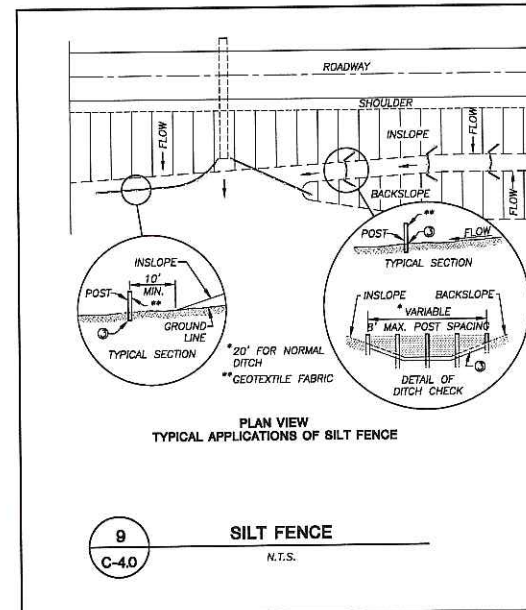 ROADWAY
SHOULDER
FLOW
INSLOPE
FLOW
BACKSLOPE
FLOW
**
POST
③
FLOW
TYPICAL SECTION
INSLOPE
10'
MIN.
POST
**
GROUND
LINE
③
TYPICAL SECTION
* 20' FOR NORMAL
DITCH
** GEOTEXTILE FABRIC
INSLOPE
* VARIABLE
BACKSLOPE
8' MAX. POST SPACING
③
DETAIL OF
DITCH CHECK
PLAN VIEW
TYPICAL APPLICATIONS OF SILT FENCE
9
C-4.0
SILT FENCE
N.T.S.